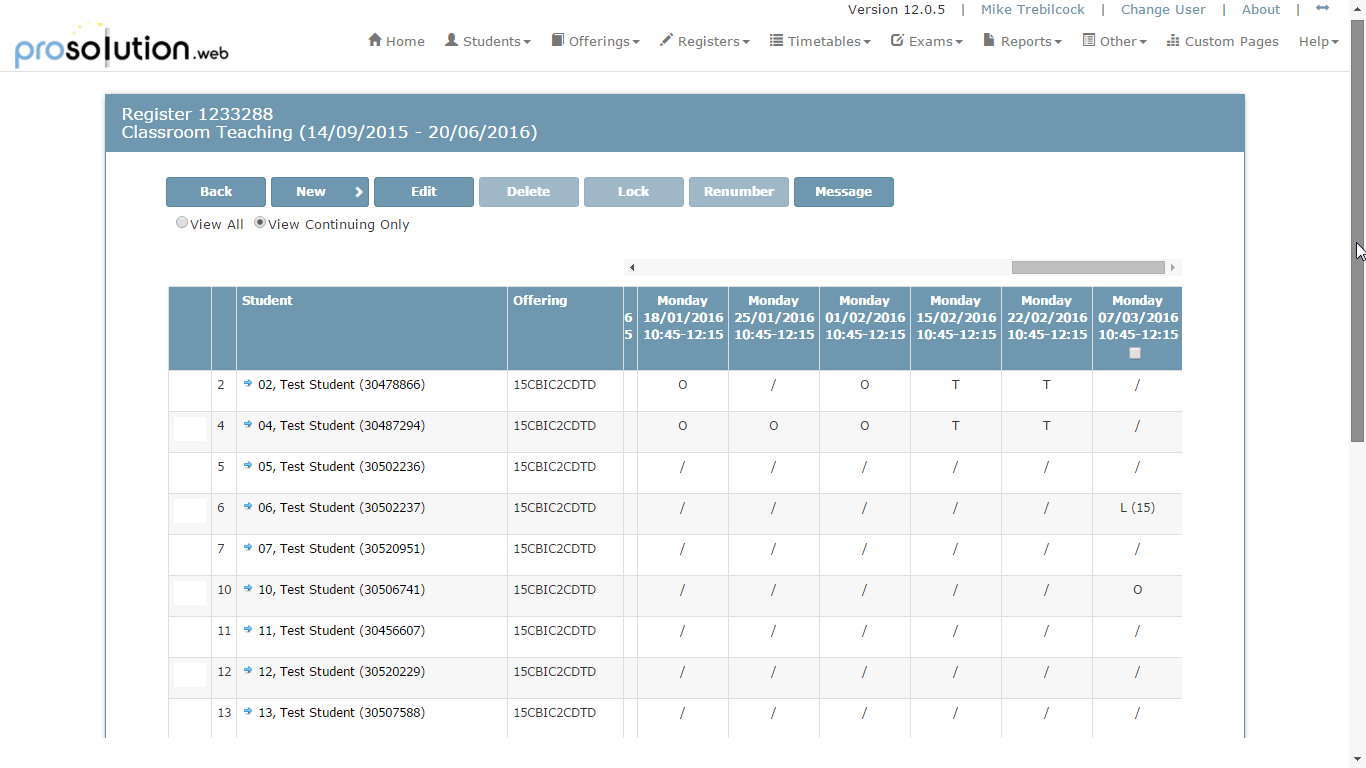 Version 12.0.5 | Mike Trebilcock | Change User | About |
prosolution.web
Home Students Offerings Registers Timetables Exams Reports Other Custom Pages Help
Register 1233288
Classroom Teaching (14/09/2015 - 20/06/2016)
Back New Edit Delete Lock Renumber Message
View All View Continuing Only
Student Offering 6 Monday Monday Monday Monday Monday Monday
18/01/2016 25/01/2016 01/02/2016 15/02/2016 22/02/2016 07/03/2016
5 10:45-12:15 10:45-12:15 10:45-12:15 10:45-12:15 10:45-12:15 10:45-12:15
2 02, Test Student (30478866) 15CBIC2CDTD O / O T T /
4 04, Test Student (30487294) 15CBIC2CDTD O O O T T /
5 05, Test Student (30502236) 15CBIC2CDTD / / / / / /
6 06, Test Student (30502237) 15CBIC2CDTD / / / / / L (15)
7 07, Test Student (30520951) 15CBIC2CDTD / / / / / /
10 10, Test Student (30506741) 15CBIC2CDTD / / / / / O
11 11, Test Student (30456607) 15CBIC2CDTD / / / / / /
12 12, Test Student (30520229) 15CBIC2CDTD / / / / / /
13 13, Test Student (30507588) 15CBIC2CDTD / / / / / /